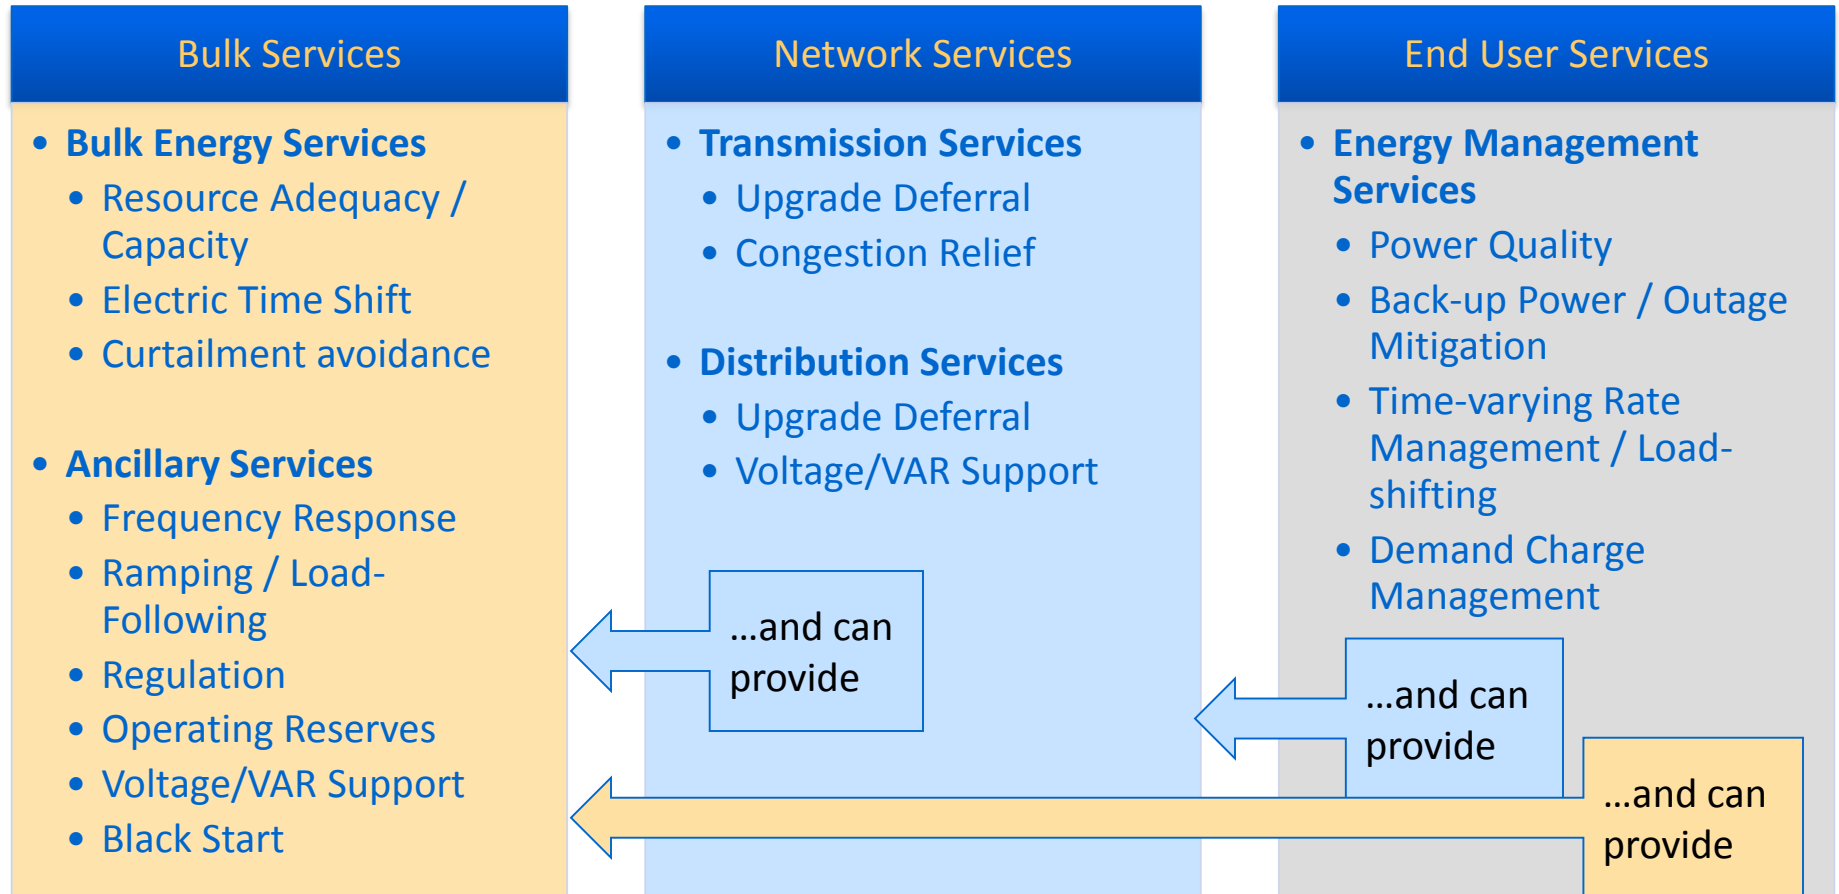 Bulk Services
• Bulk Energy Services
• Resource Adequacy /
Capacity
• Electric Time Shift
• Curtailment avoidance
• Ancillary Services
• Frequency Response
• Ramping / Load-
Following
• Regulation
• Operating Reserves
• Voltage/VAR Support
• Black Start
Network Services
• Transmission Services
• Upgrade Deferral
• Congestion Relief
• Distribution Services
• Upgrade Deferral
• Voltage/VAR Support
...and can
provide
End User Services
• Energy Management
Services
• Power Quality
• Back-up Power / Outage
Mitigation
• Time-varying Rate
Management / Load-
shifting
• Demand Charge
Management
...and can
provide
...and can
provide